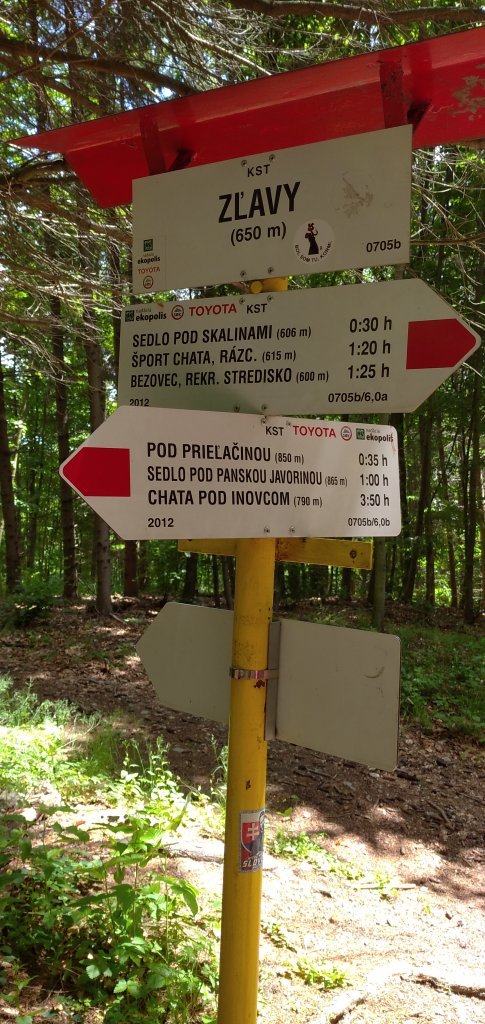 KST
ZĽAVY
(650 m)
ekopolis
TOYOTA
0705b
ekopolis TOYOTA KST
SEDLO POD SKALINAMI (606 m) 0:30 h
ŠPORT CHATA, RÁZC. (615 m) 1:20 h
BEZOVEC, REKR. STREDISKO (600 m) 1:25 h
2012 0705b/6,0a
KST TOYOTA ekopolis
POD PRIEĽAČINOU (850 m) 0:35 h
SEDLO POD PANSKOU JAVORINOU (865 m) 1:00 h
CHATA POD INOVCOM (790 m) 3:50 h
2012 0705b/6,0b